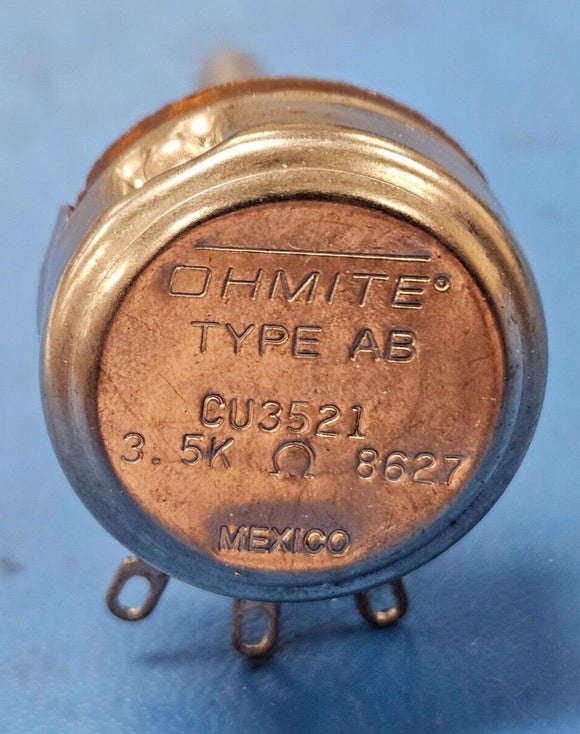 OHMITE®
TYPE AB
CU3521
3.5K Ω 8627
MEXICO